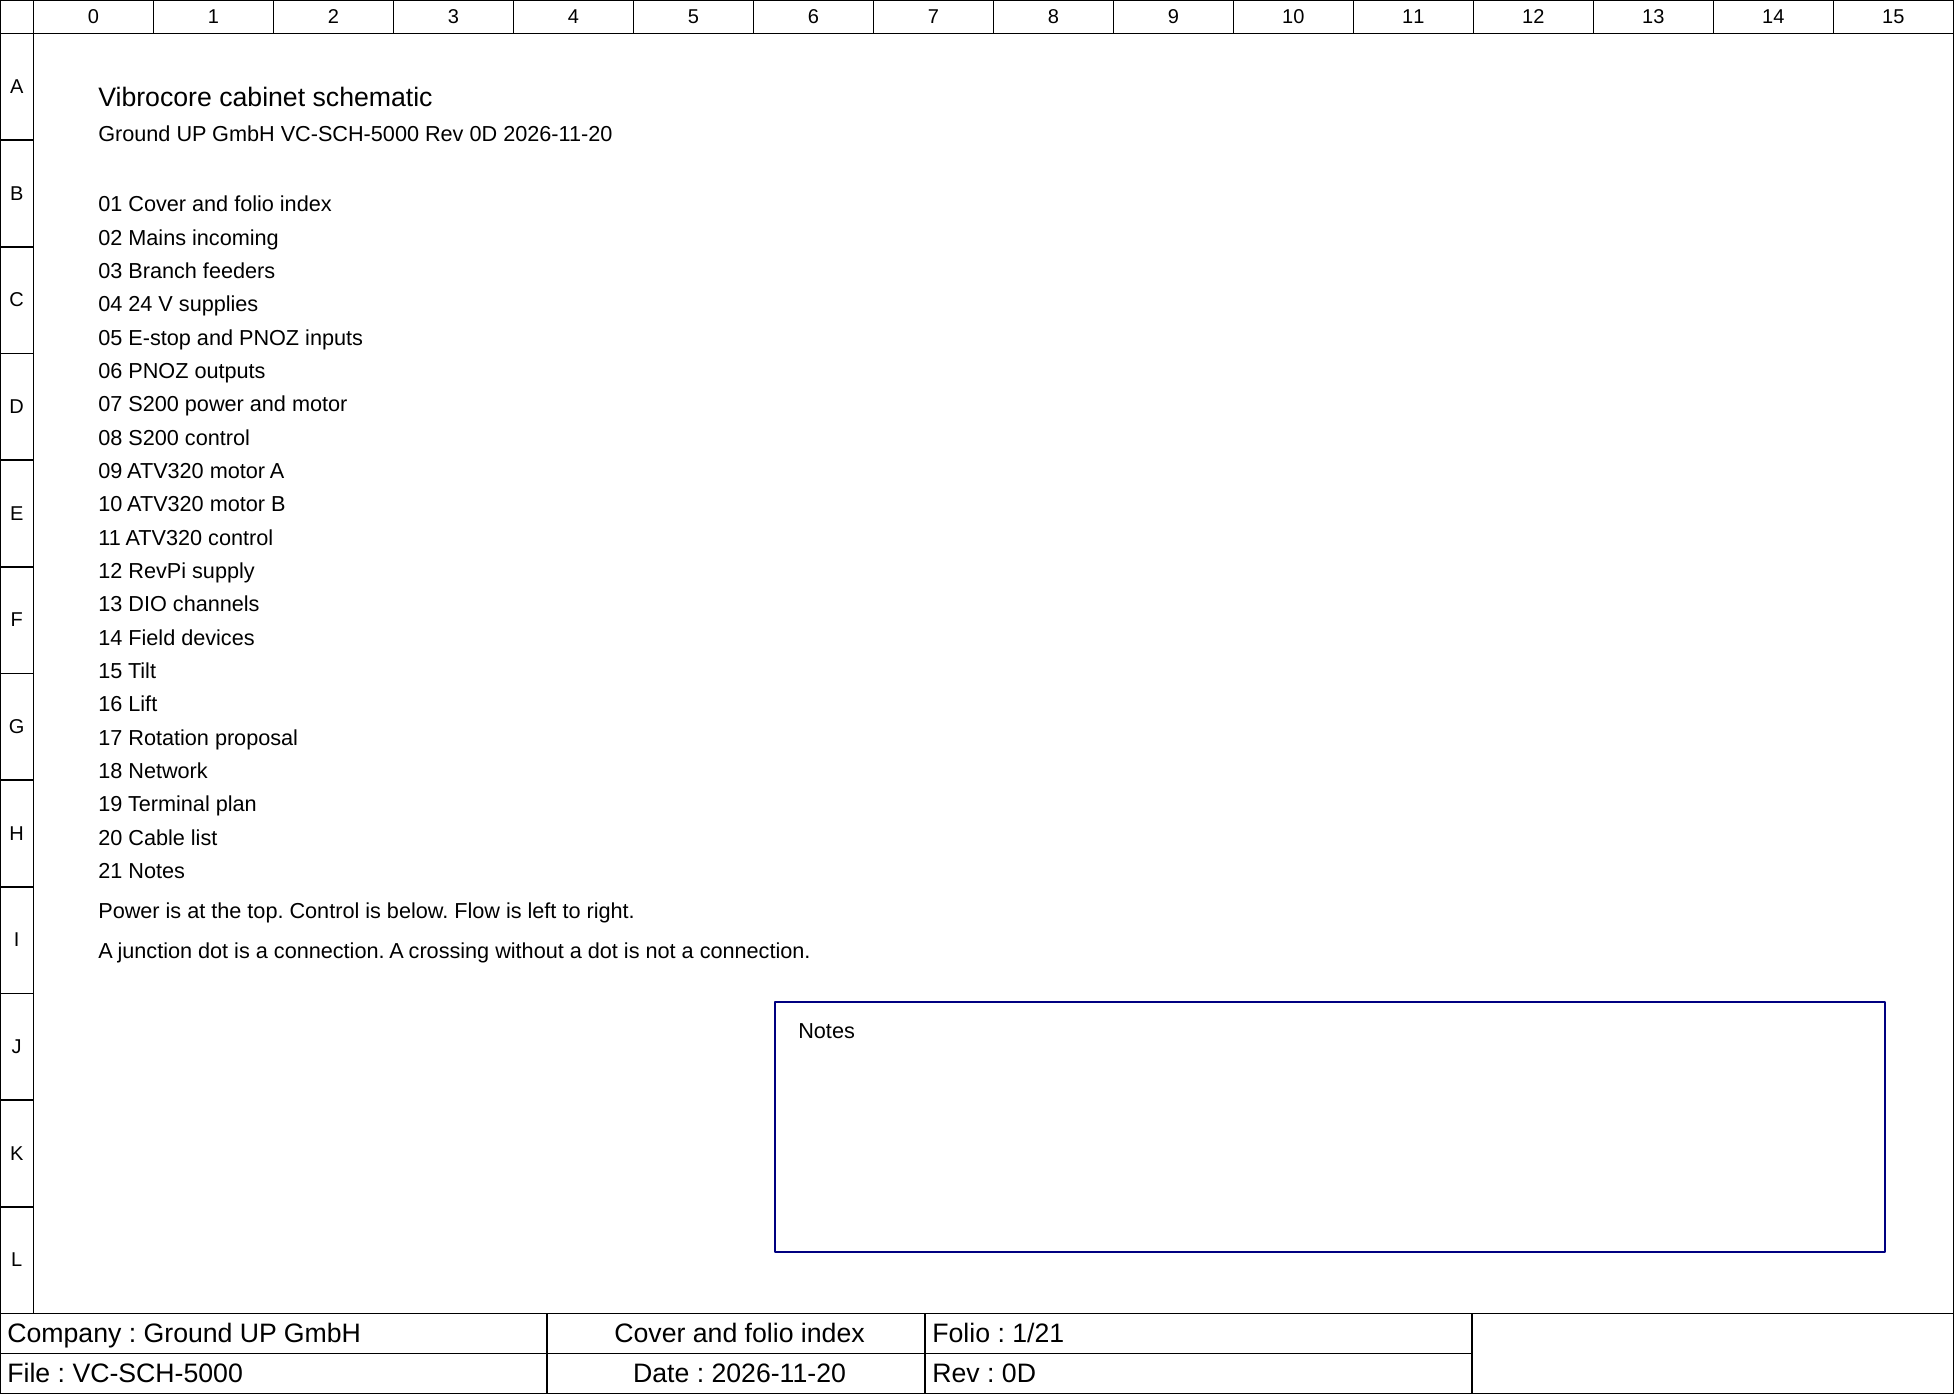 0 1 2 3 4 5 6 7 8 9 10 11 12 13 14 15
A
B
C
D
E
F
G
H
I
J
K
L
Vibrocore cabinet schematic
Ground UP GmbH VC-SCH-5000 Rev 0D 2026-11-20
01 Cover and folio index
02 Mains incoming
03 Branch feeders
04 24 V supplies
05 E-stop and PNOZ inputs
06 PNOZ outputs
07 S200 power and motor
08 S200 control
09 ATV320 motor A
10 ATV320 motor B
11 ATV320 control
12 RevPi supply
13 DIO channels
14 Field devices
15 Tilt
16 Lift
17 Rotation proposal
18 Network
19 Terminal plan
20 Cable list
21 Notes
Power is at the top. Control is below. Flow is left to right.
A junction dot is a connection. A crossing without a dot is not a connection.
Notes
Company : Ground UP GmbH
Cover and folio index
Folio : 1/21
File : VC-SCH-5000
Date : 2026-11-20
Rev : 0D